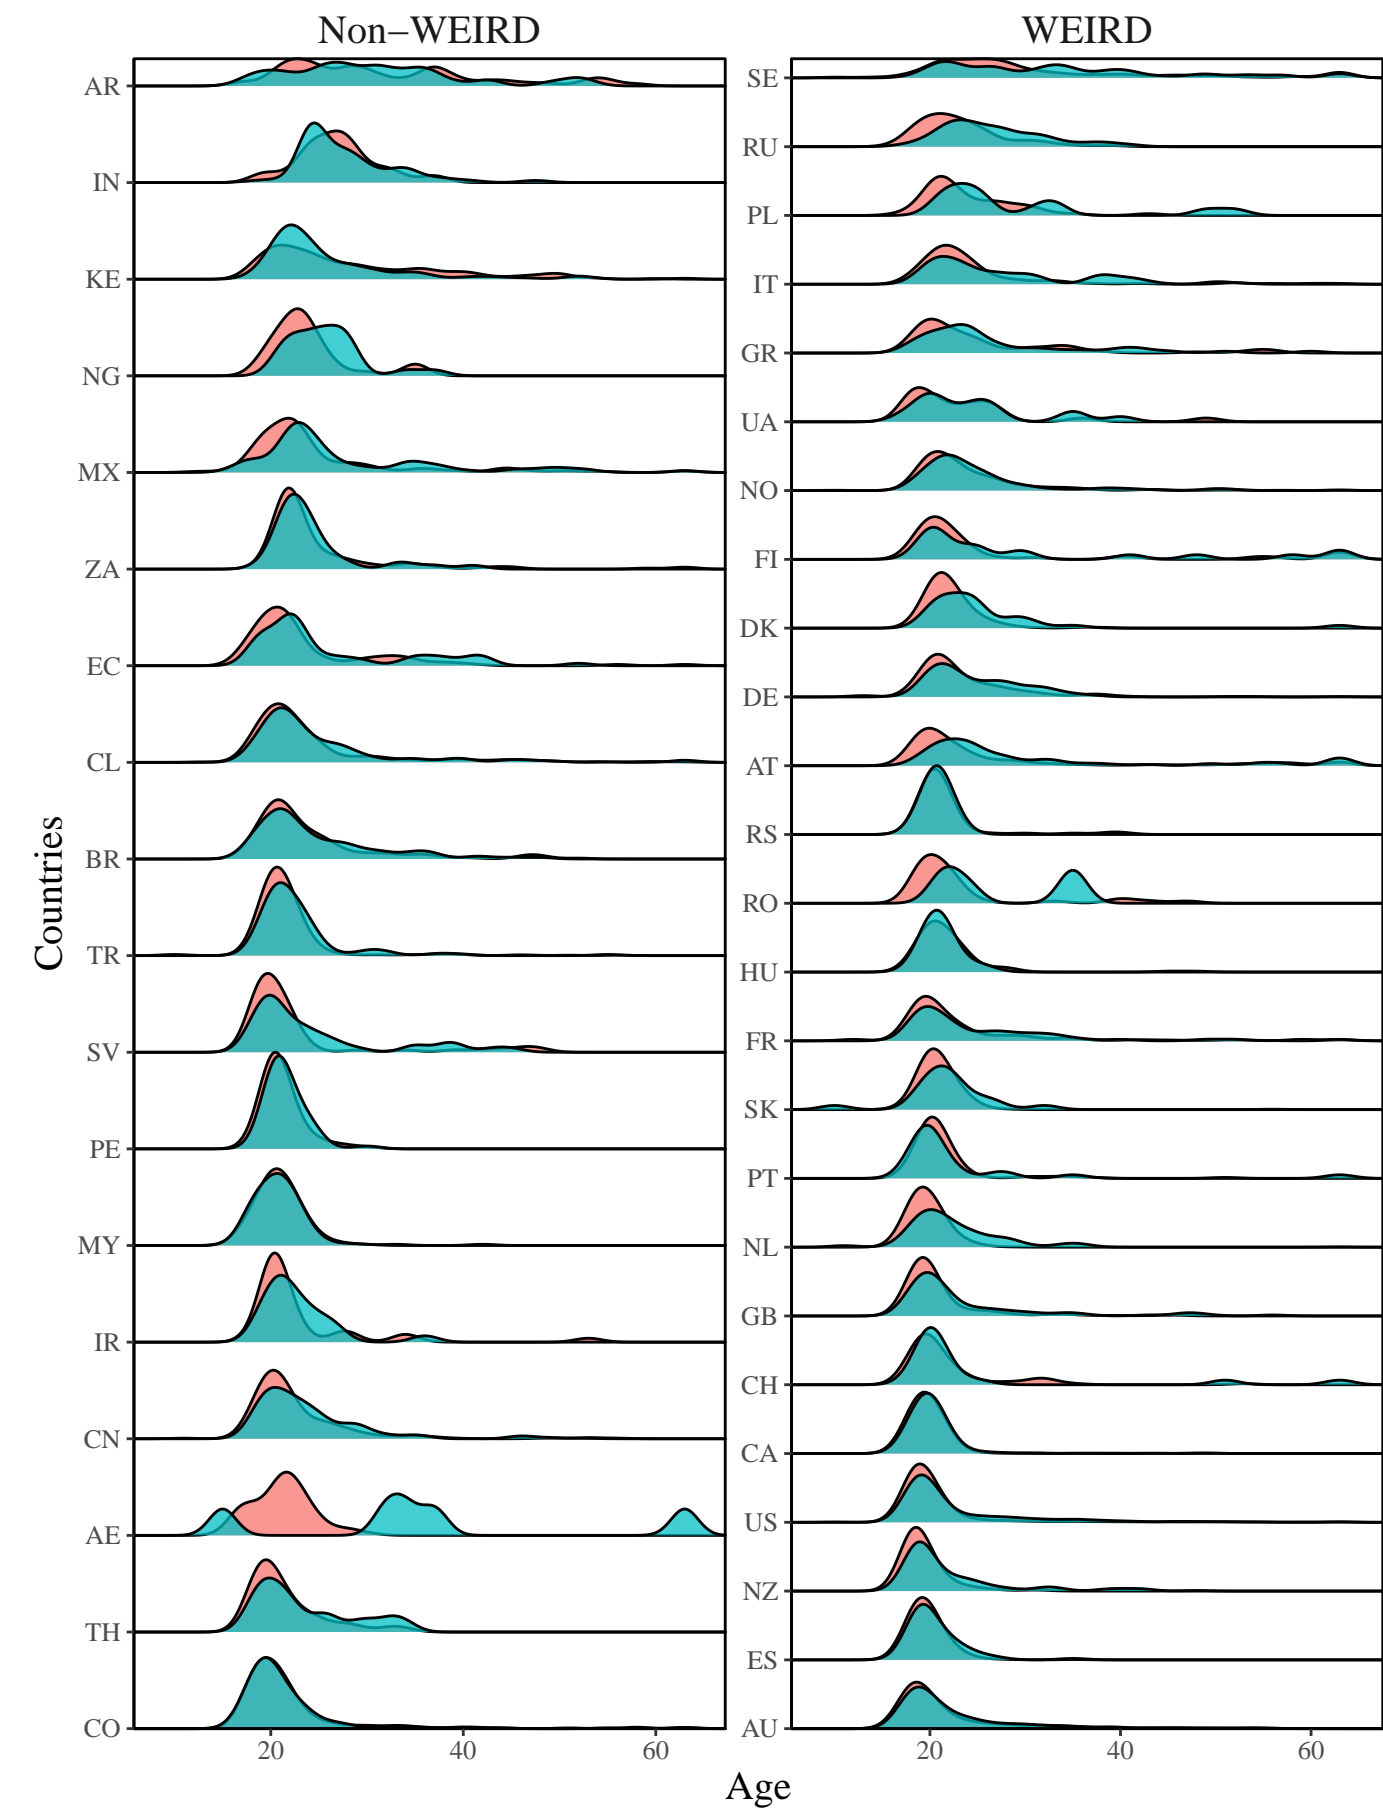 Non−WEIRD
WEIRD
AR
IN
KE
NG
MX
ZA
EC
CL
BR
TR
SV
PE
MY
IR
CN
AE
TH
CO
SE
RU
PL
IT
GR
UA
NO
FI
DK
DE
AT
RS
RO
HU
FR
SK
PT
NL
GB
CH
CA
US
NZ
ES
AU
20 40 60
20 40 60
Countries
Age